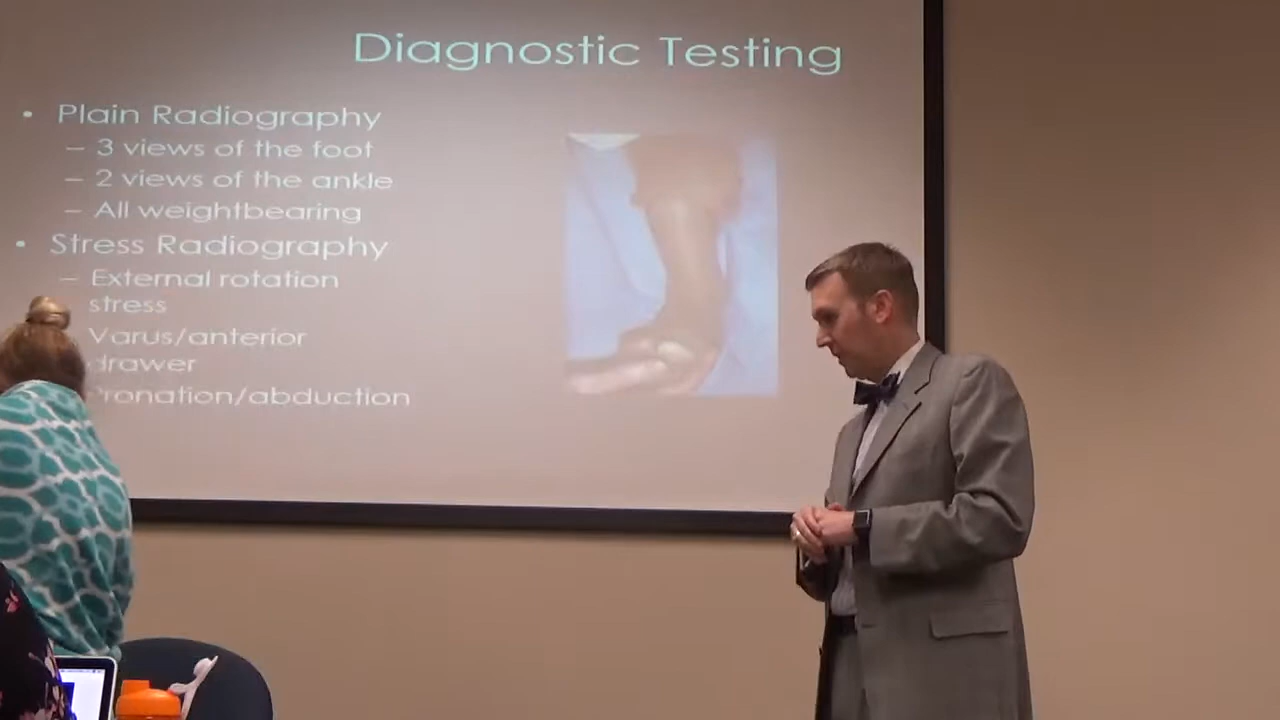 Diagnostic Testing
• Plain Radiography
– 3 views of the foot
– 2 views of the ankle
– All weightbearing
• Stress Radiography
– External rotation
stress
Varus/anterior
drawer
Pronation/abduction